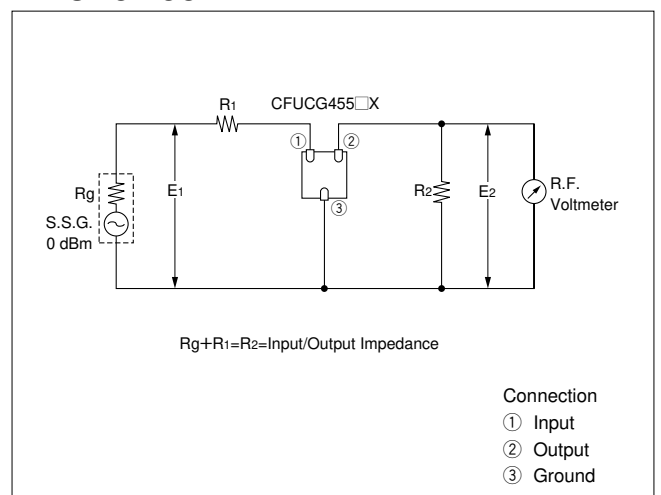 R1
CFUCG455□X
① ②
Rg
E1
R2
E2
R.F.
Voltmeter
S.S.G.
0 dBm
③
Rg+R1=R2=Input/Output Impedance
Connection
① Input
② Output
③ Ground